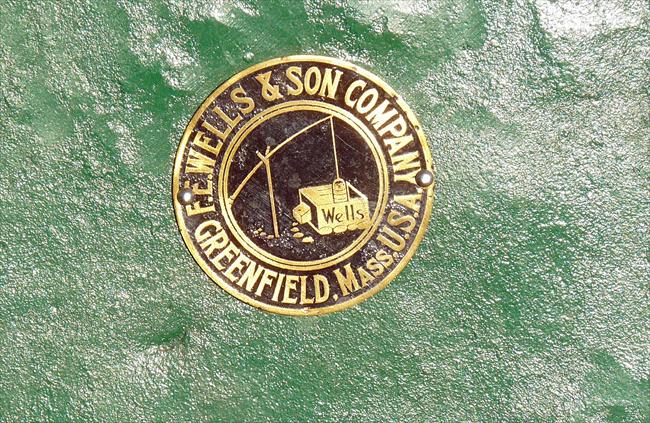 F.E. WELLS & SON COMPANY
GREENFIELD, MASS. U.S.A.
Wells